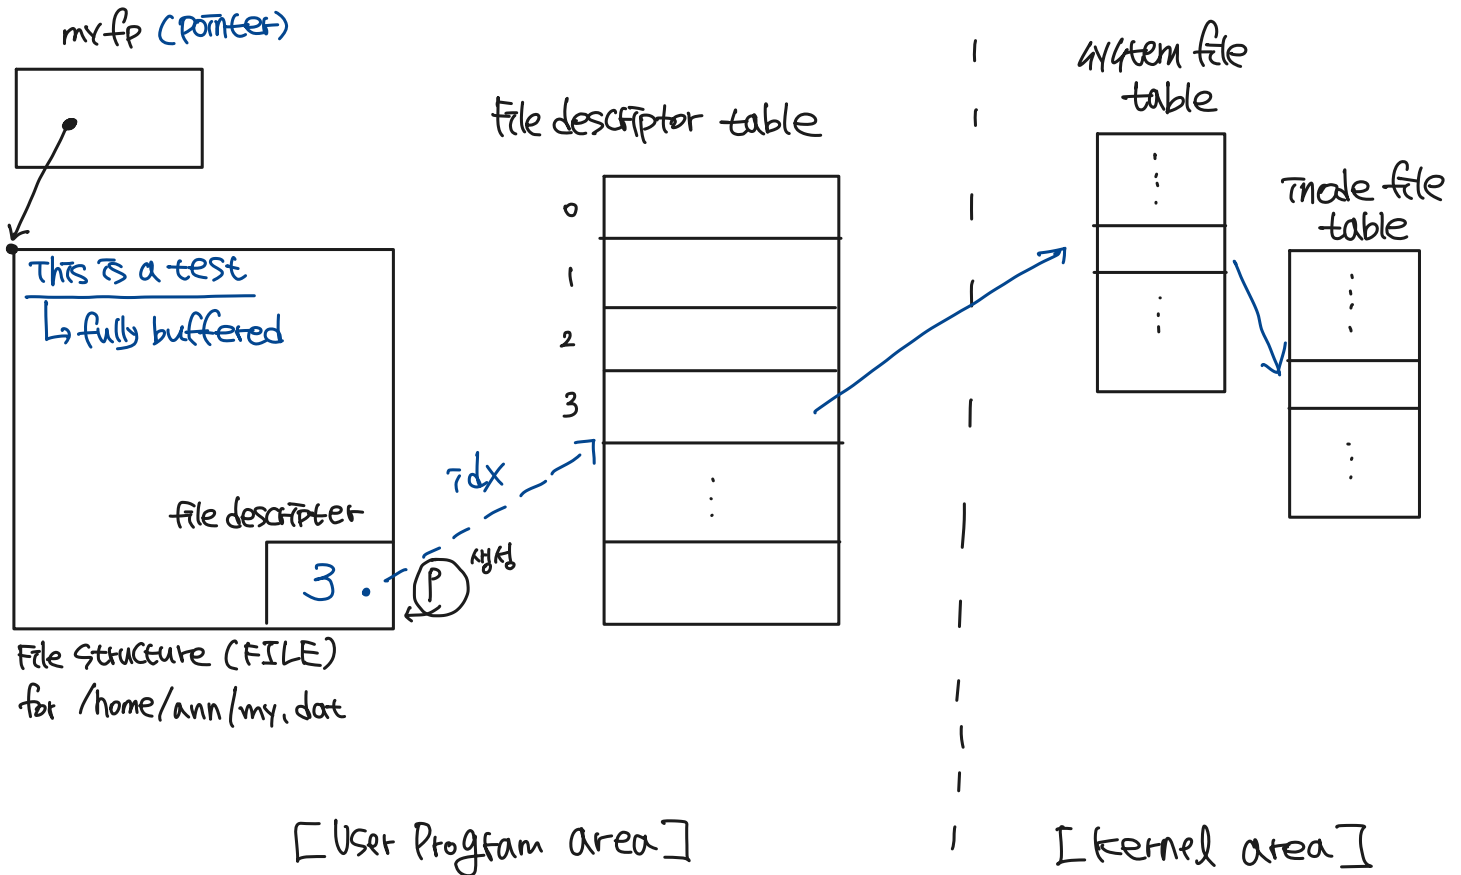 myfp (pointer)
This is a test
↳ fully buffered
file descripter
3
idx
P
생성
File structure (FILE)
for /home/ann/my.dat
file descriptor table
0
1
2
3
system file
table
inode file
table
[User Program area]
[kernel area]